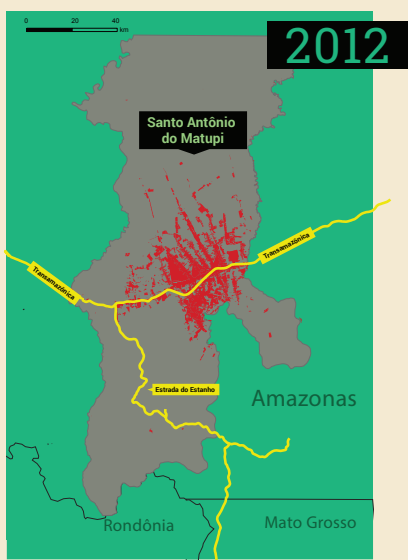 0 20 40
km
2012
Santo Antônio
do Matupi
Transamazônica
Transamazônica
Estrada do Estanho
Amazonas
Rondônia
Mato Grosso